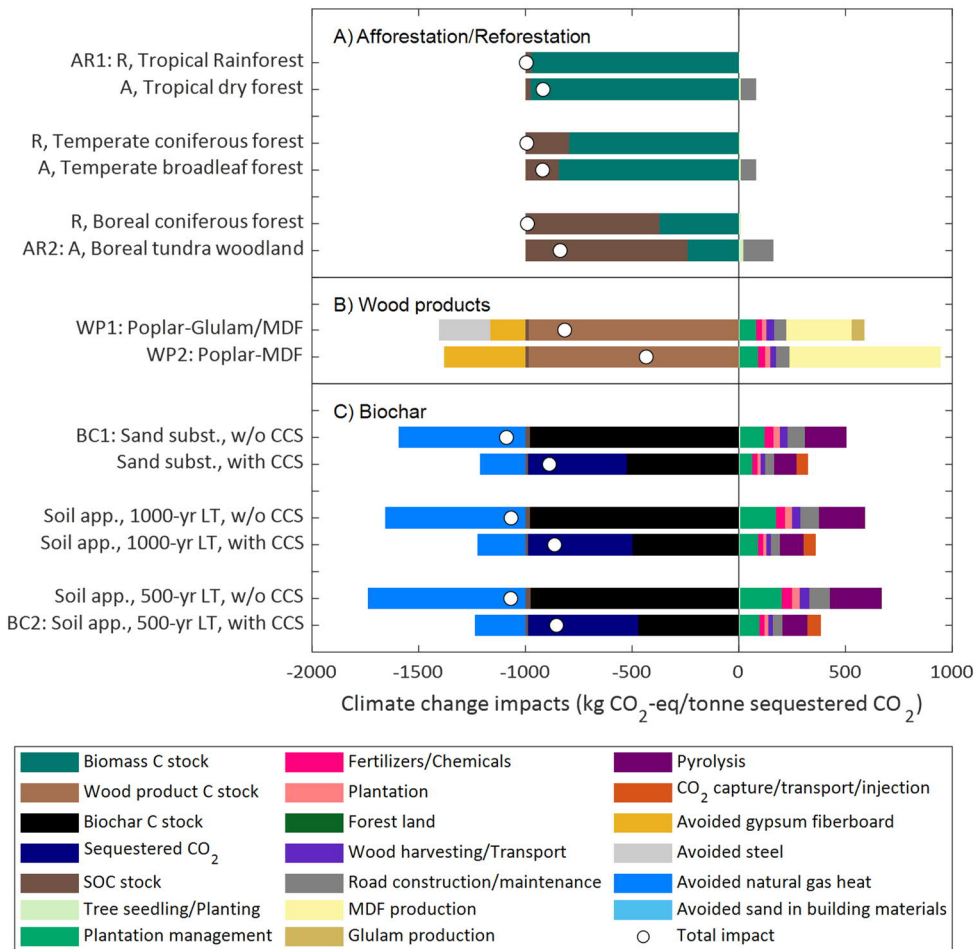 A) Afforestation/Reforestation
AR1: R, Tropical Rainforest
A, Tropical dry forest
R, Temperate coniferous forest
A, Temperate broadleaf forest
R, Boreal coniferous forest
AR2: A, Boreal tundra woodland
B) Wood products
WP1: Poplar-Glulam/MDF
WP2: Poplar-MDF
C) Biochar
BC1: Sand subst., w/o CCS
Sand subst., with CCS
Soil app., 1000-yr LT, w/o CCS
Soil app., 1000-yr LT, with CCS
Soil app., 500-yr LT, w/o CCS
BC2: Soil app., 500-yr LT, with CCS
-2000 -1500 -1000 -500 0 500 1000
Climate change impacts (kg CO2-eq/tonne sequestered CO2)
Biomass C stock
Wood product C stock
Biochar C stock
Sequestered CO2
SOC stock
Tree seedling/Planting
Plantation management
Fertilizers/Chemicals
Plantation
Forest land
Wood harvesting/Transport
Road construction/maintenance
MDF production
Glulam production
Pyrolysis
CO2 capture/transport/injection
Avoided gypsum fiberboard
Avoided steel
Avoided natural gas heat
Avoided sand in building materials
Total impact